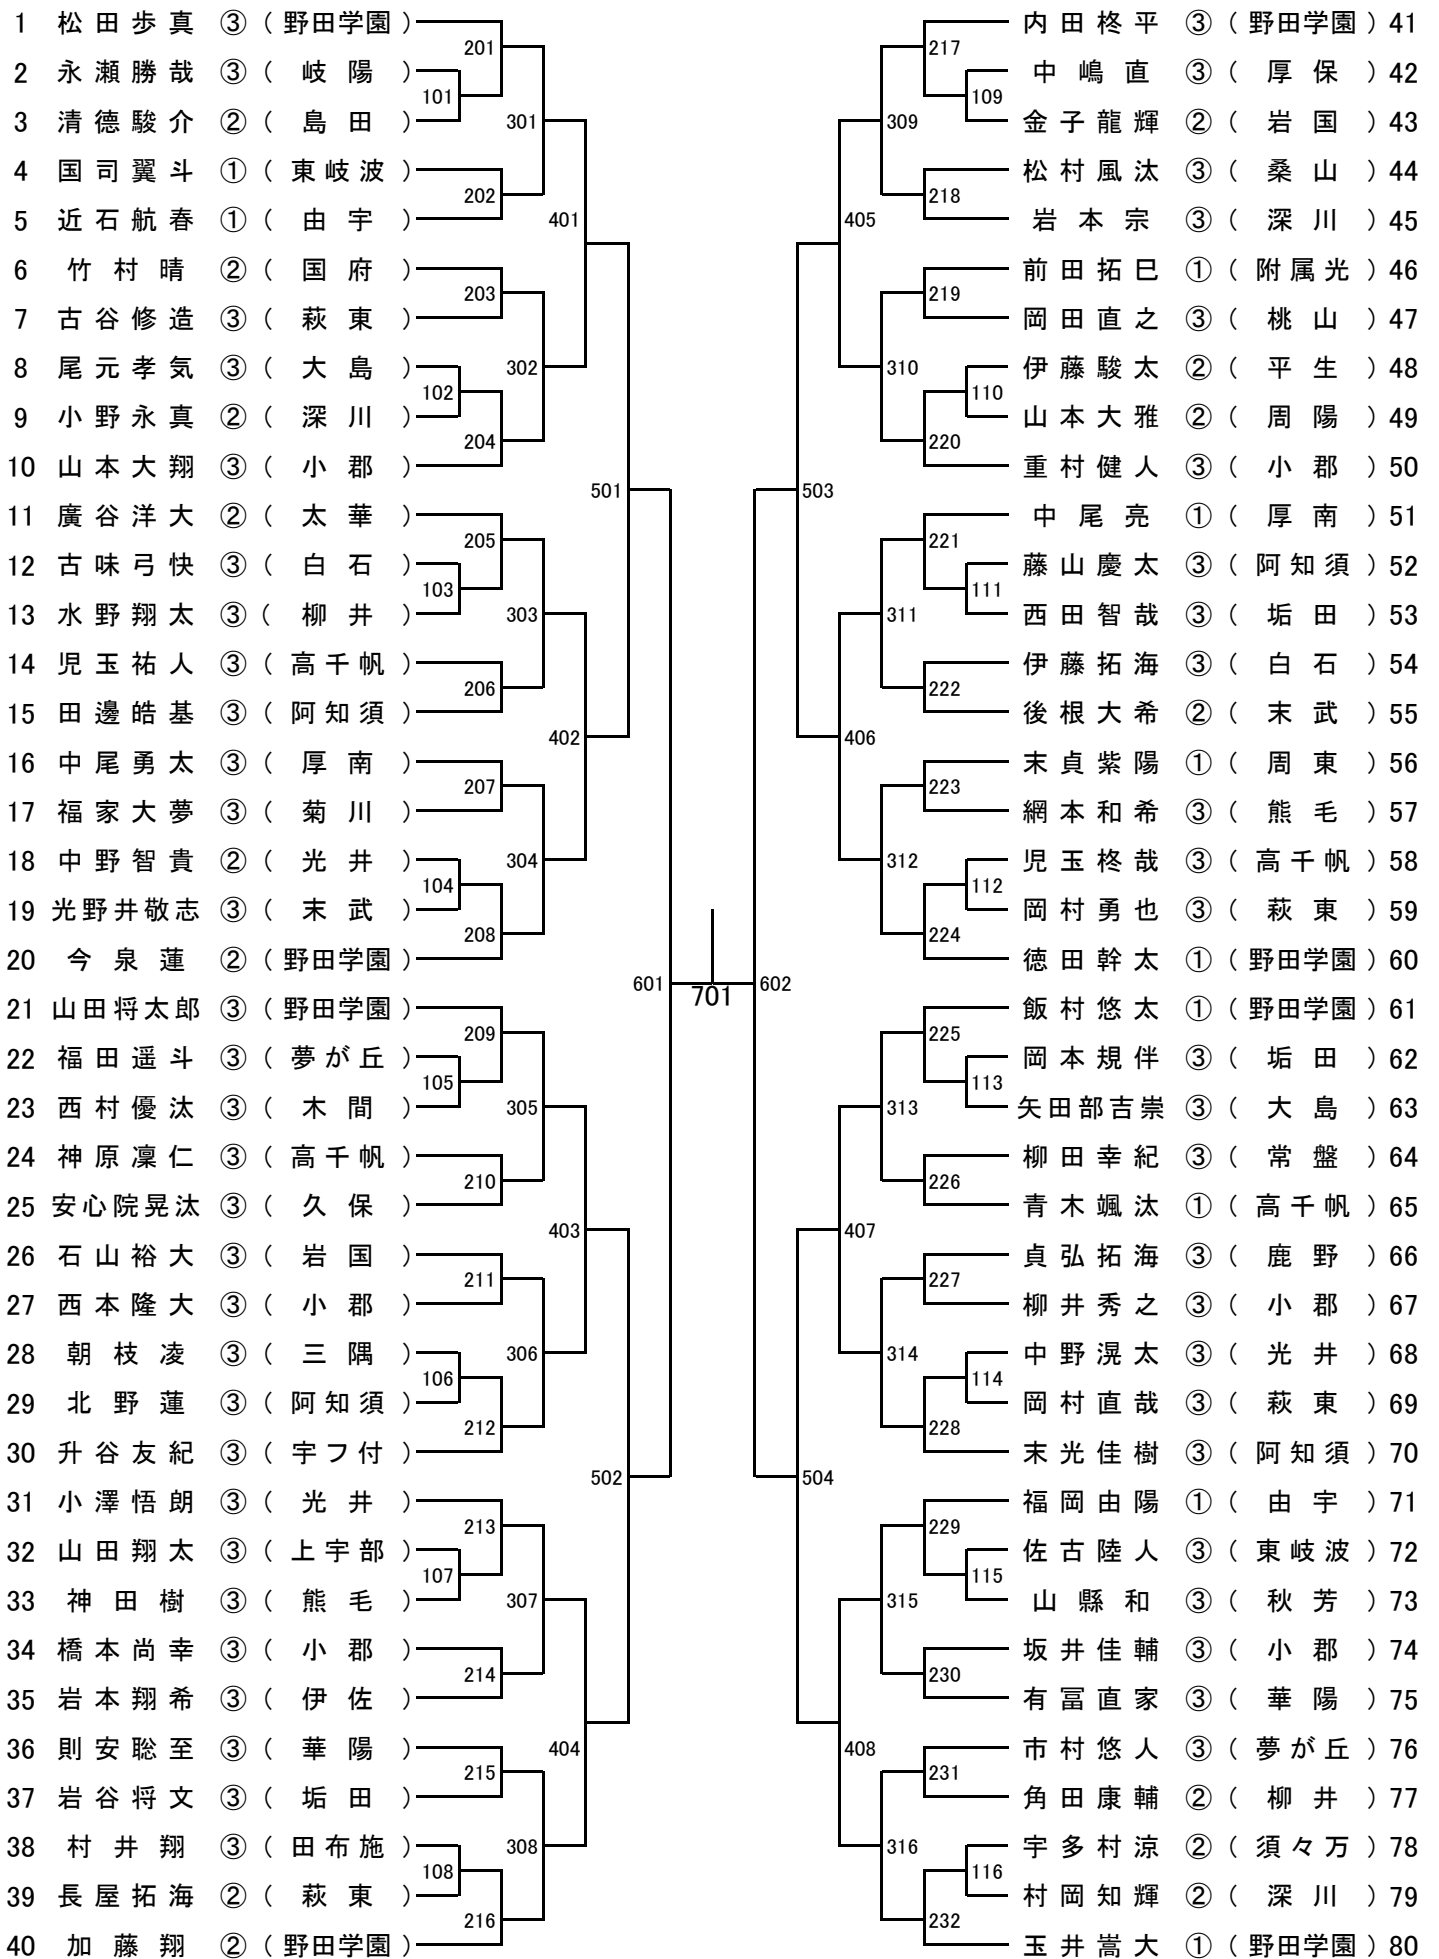 1 松田歩真 ③ ( 野田学園 )
2 永瀬勝哉 ③ ( 岐陽 )
3 清德駿介 ② ( 島田 )
4 国司翼斗 ① ( 東岐波 )
5 近石航春 ① ( 由宇 )
6 竹村晴 ② ( 国府 )
7 古谷修造 ③ ( 萩東 )
8 尾元孝気 ③ ( 大島 )
9 小野永真 ② ( 深川 )
10 山本大翔 ③ ( 小郡 )
11 廣谷洋大 ② ( 太華 )
12 古味弓快 ③ ( 白石 )
13 水野翔太 ③ ( 柳井 )
14 児玉祐人 ③ ( 高千帆 )
15 田邊皓基 ③ ( 阿知須 )
16 中尾勇太 ③ ( 厚南 )
17 福家大夢 ③ ( 菊川 )
18 中野智貴 ② ( 光井 )
19 光野井敬志 ③ ( 末武 )
20 今泉蓮 ② ( 野田学園 )
21 山田将太郎 ③ ( 野田学園 )
22 福田遥斗 ③ ( 夢が丘 )
23 西村優汰 ③ ( 木間 )
24 神原凜仁 ③ ( 高千帆 )
25 安心院晃汰 ③ ( 久保 )
26 石山裕大 ③ ( 岩国 )
27 西本隆大 ③ ( 小郡 )
28 朝枝凌 ③ ( 三隅 )
29 北野蓮 ③ ( 阿知須 )
30 升谷友紀 ③ ( 宇フ付 )
31 小澤悟朗 ③ ( 光井 )
32 山田翔太 ③ ( 上宇部 )
33 神田樹 ③ ( 熊毛 )
34 橋本尚幸 ③ ( 小郡 )
35 岩本翔希 ③ ( 伊佐 )
36 則安聡至 ③ ( 華陽 )
37 岩谷将文 ③ ( 垢田 )
38 村井翔 ③ ( 田布施 )
39 長屋拓海 ② ( 萩東 )
40 加藤翔 ② ( 野田学園 )
101
102
103
104
105
106
107
108
201
202
203
204
205
206
207
208
209
210
211
212
213
214
215
216
301
302
303
304
305
306
307
308
401
402
403
404
501
502
601
701
602
503
504
405
406
407
408
309
310
311
312
313
314
315
316
217
218
219
220
221
222
223
224
225
226
227
228
229
230
231
232
109
110
111
112
113
114
115
116
内田柊平 ③ ( 野田学園 ) 41
中嶋直 ③ ( 厚保 ) 42
金子龍輝 ② ( 岩国 ) 43
松村風汰 ③ ( 桑山 ) 44
岩本宗 ③ ( 深川 ) 45
前田拓巳 ① ( 附属光 ) 46
岡田直之 ③ ( 桃山 ) 47
伊藤駿太 ② ( 平生 ) 48
山本大雅 ② ( 周陽 ) 49
重村健人 ③ ( 小郡 ) 50
中尾亮 ① ( 厚南 ) 51
藤山慶太 ③ ( 阿知須 ) 52
西田智哉 ③ ( 垢田 ) 53
伊藤拓海 ③ ( 白石 ) 54
後根大希 ② ( 末武 ) 55
末貞紫陽 ① ( 周東 ) 56
網本和希 ③ ( 熊毛 ) 57
児玉柊哉 ③ ( 高千帆 ) 58
岡村勇也 ③ ( 萩東 ) 59
徳田幹太 ① ( 野田学園 ) 60
飯村悠太 ① ( 野田学園 ) 61
岡本規伴 ③ ( 垢田 ) 62
矢田部吉崇 ③ ( 大島 ) 63
柳田幸紀 ③ ( 常盤 ) 64
青木颯汰 ① ( 高千帆 ) 65
貞弘拓海 ③ ( 鹿野 ) 66
柳井秀之 ③ ( 小郡 ) 67
中野滉太 ③ ( 光井 ) 68
岡村直哉 ③ ( 萩東 ) 69
末光佳樹 ③ ( 阿知須 ) 70
福岡由陽 ① ( 由宇 ) 71
佐古陸人 ③ ( 東岐波 ) 72
山縣和 ③ ( 秋芳 ) 73
坂井佳輔 ③ ( 小郡 ) 74
有冨直家 ③ ( 華陽 ) 75
市村悠人 ③ ( 夢が丘 ) 76
角田康輔 ② ( 柳井 ) 77
宇多村涼 ② ( 須々万 ) 78
村岡知輝 ② ( 深川 ) 79
玉井嵩大 ① ( 野田学園 ) 80